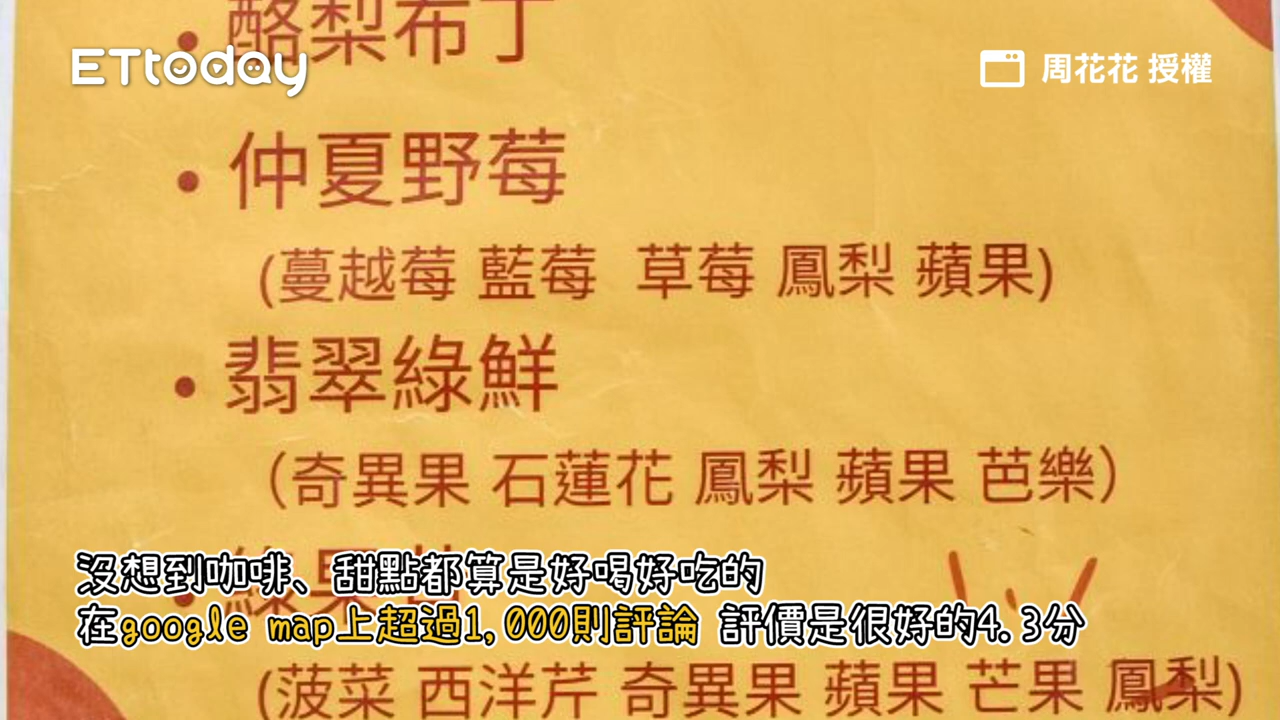 酪梨布丁
ETtoday
周花花 授權
仲夏野莓
(蔓越莓 藍莓 草莓 鳳梨 蘋果)
翡翠綠鮮
(奇異果 石蓮花 鳳梨 蘋果 芭樂)
沒想到咖啡、甜點都算是好喝好吃的
在google map上超過1,000則評論 評價是很好的4.3分
(菠菜 西洋芹 奇異果 蘋果 芒果 鳳梨)